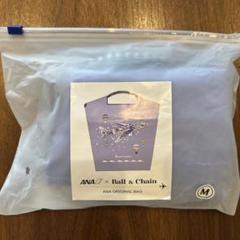 ANA × Ball & Chain
ANA ORIGINAL BAG
M